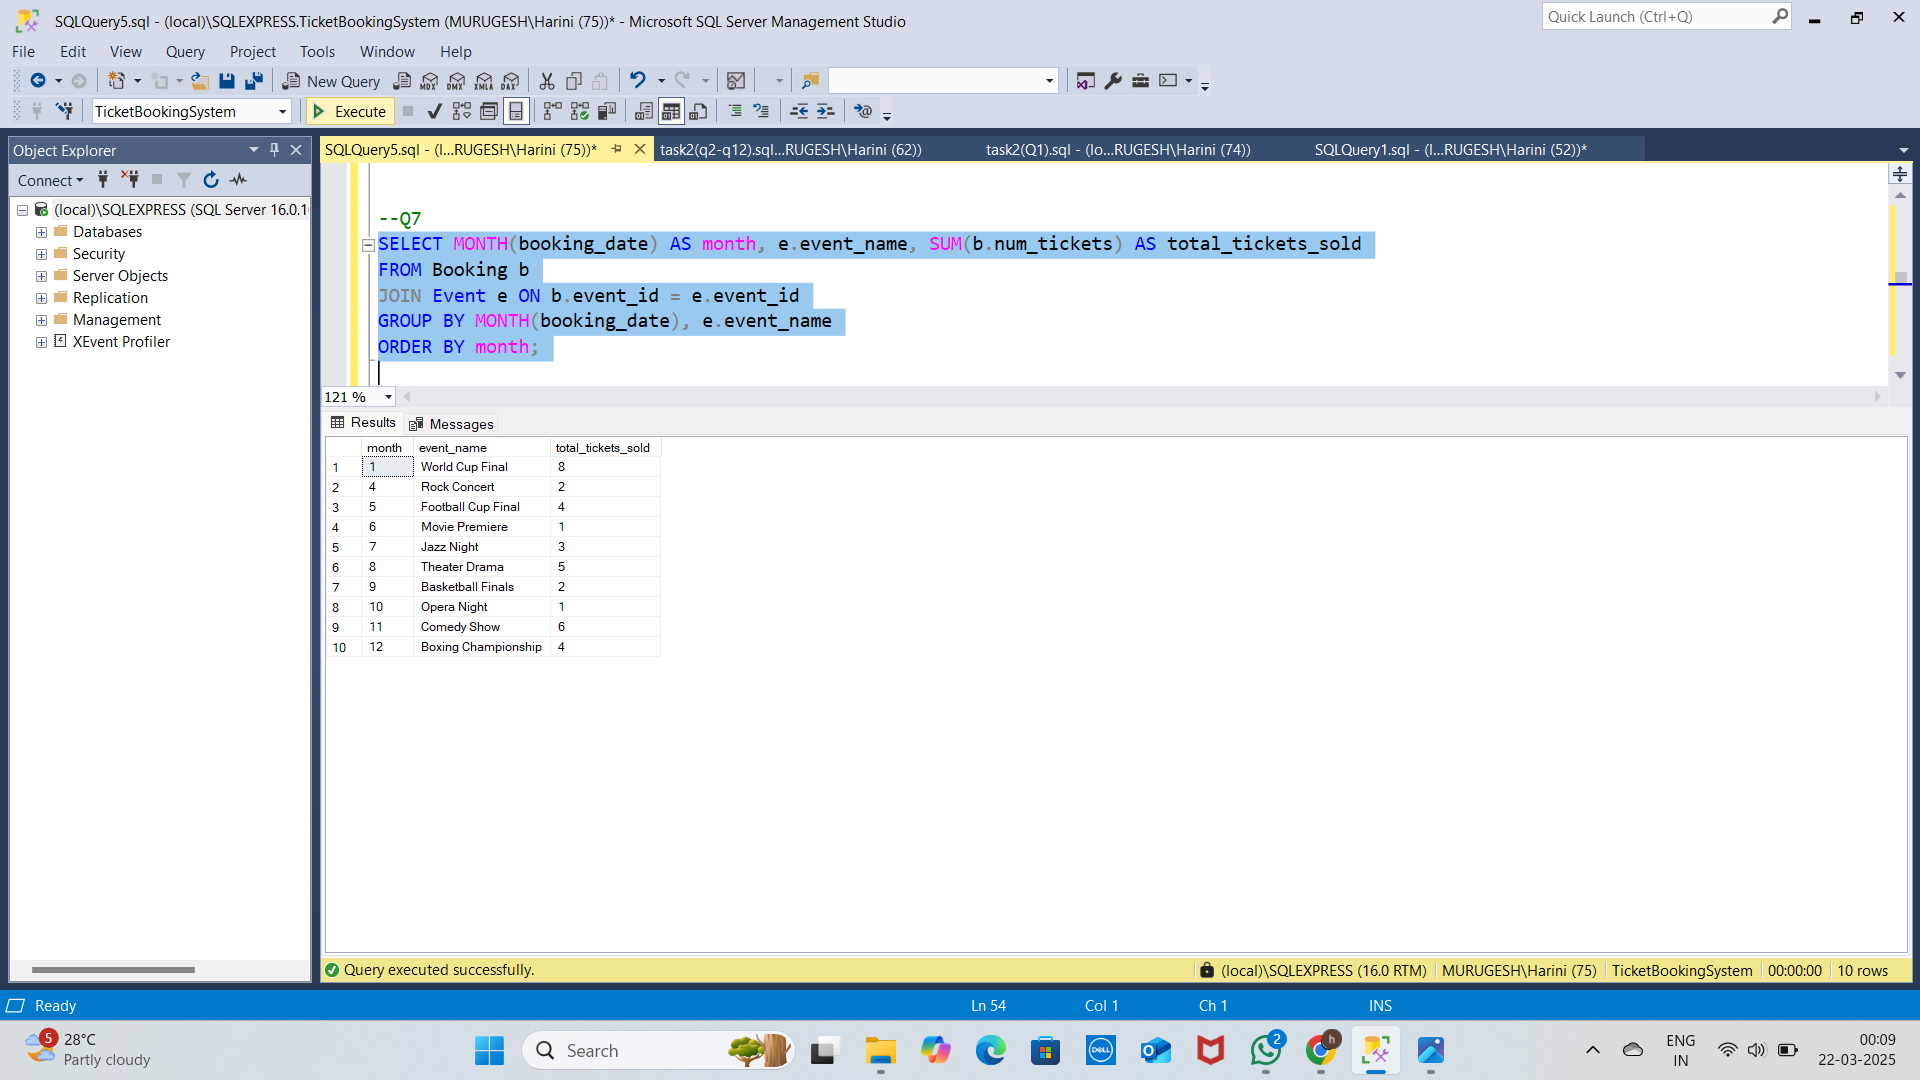 SQLQuery5.sql - (local)\SQLEXPRESS.TicketBookingSystem (MURUGESH\Harini (75))* - Microsoft SQL Server Management Studio
Quick Launch (Ctrl+Q)
File Edit View Query Project Tools Window Help
New Query MDX DMX XMLA DAX
TicketBookingSystem Execute
Object Explorer
SQLQuery5.sql - (l...RUGESH\Harini (75))* task2(q2-q12).sql...RUGESH\Harini (62)) task2(Q1).sql - (lo...RUGESH\Harini (74)) SQLQuery1.sql - (l...RUGESH\Harini (52))*
Connect
(local)\SQLEXPRESS (SQL Server 16.0.1
Databases
Security
Server Objects
Replication
Management
XEvent Profiler
--Q7
SELECT MONTH(booking_date) AS month, e.event_name, SUM(b.num_tickets) AS total_tickets_sold
FROM Booking b
JOIN Event e ON b.event_id = e.event_id
GROUP BY MONTH(booking_date), e.event_name
ORDER BY month;
121 %
Results Messages
month event_name total_tickets_sold
1 1 World Cup Final 8
2 4 Rock Concert 2
3 5 Football Cup Final 4
4 6 Movie Premiere 1
5 7 Jazz Night 3
6 8 Theater Drama 5
7 9 Basketball Finals 2
8 10 Opera Night 1
9 11 Comedy Show 6
10 12 Boxing Championship 4
Query executed successfully. (local)\SQLEXPRESS (16.0 RTM) MURUGESH\Harini (75) TicketBookingSystem 00:00:00 10 rows
Ready Ln 54 Col 1 Ch 1 INS
5 28°C
Partly cloudy
Search
DELL
2
h
ENG
IN
00:09
22-03-2025